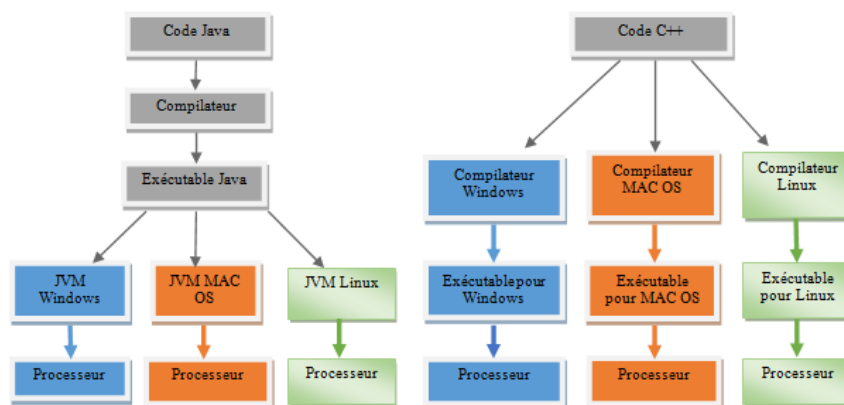 Code Java
Compilateur
Exécutable Java
JVM
Windows
JVM MAC
OS
JVM Linux
Processeur
Processeur
Processeur
Code C++
Compilateur
Windows
Compilateur
MAC OS
Compilateur
Linux
Exécutablepour
Windows
Exécutable
pour MAC OS
Exécutable
pour Linux
Processeur
Processeur
Processeur